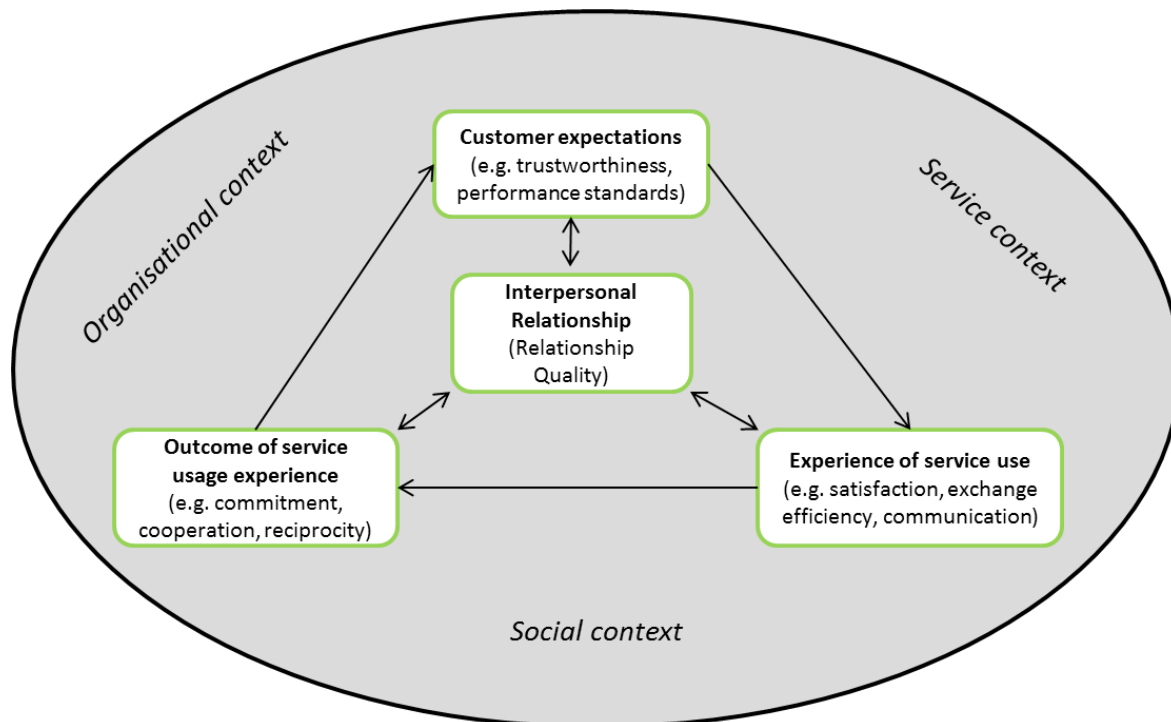 Organisational context
Service context
Customer expectations
(e.g. trustworthiness,
performance standards)
Interpersonal
Relationship
(Relationship
Quality)
Outcome of service
usage experience
(e.g. commitment,
cooperation, reciprocity)
Experience of service use
(e.g. satisfaction, exchange
efficiency, communication)
Social context